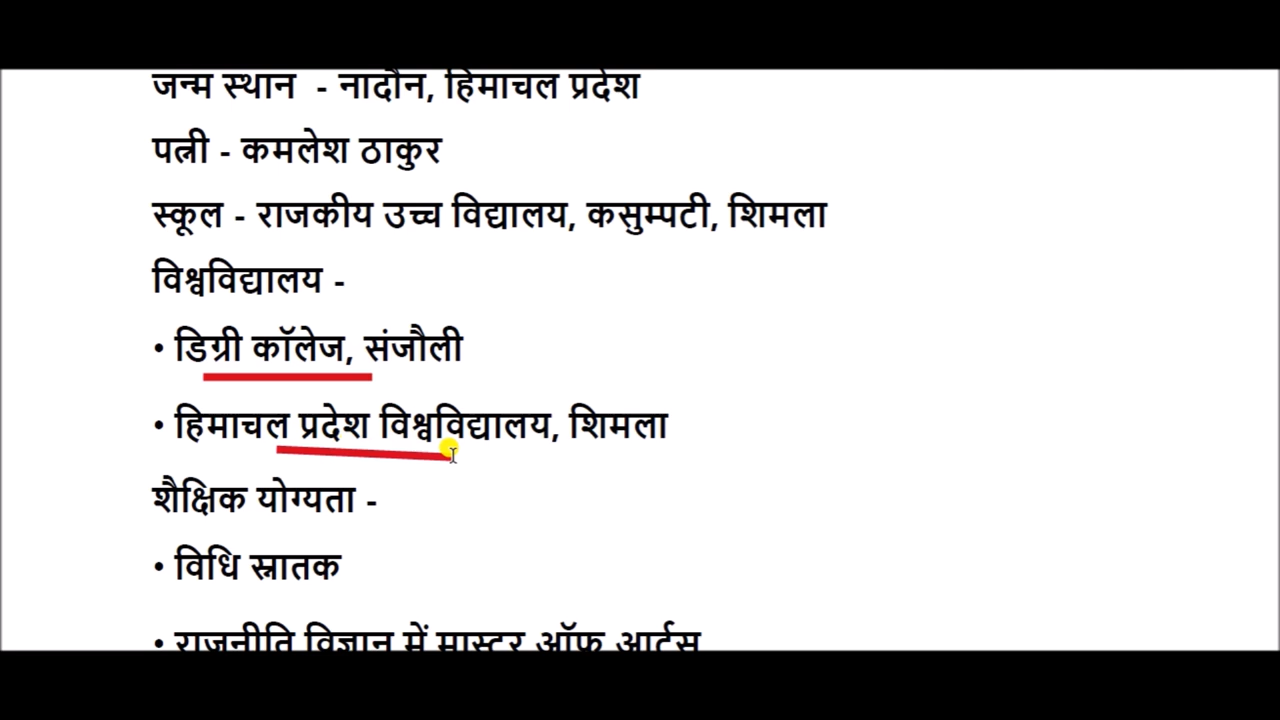 जन्म स्थान - नादौन, हिमाचल प्रदेश
पत्नी - कमलेश ठाकुर
स्कूल - राजकीय उच्च विद्यालय, कसुम्पटी, शिमला
विश्वविद्यालय -
• डिग्री कॉलेज, संजौली
• हिमाचल प्रदेश विश्वविद्यालय, शिमला
शैक्षिक योग्यता -
• विधि स्नातक
• राजनीति विज्ञान में मास्टर ऑफ आर्टस